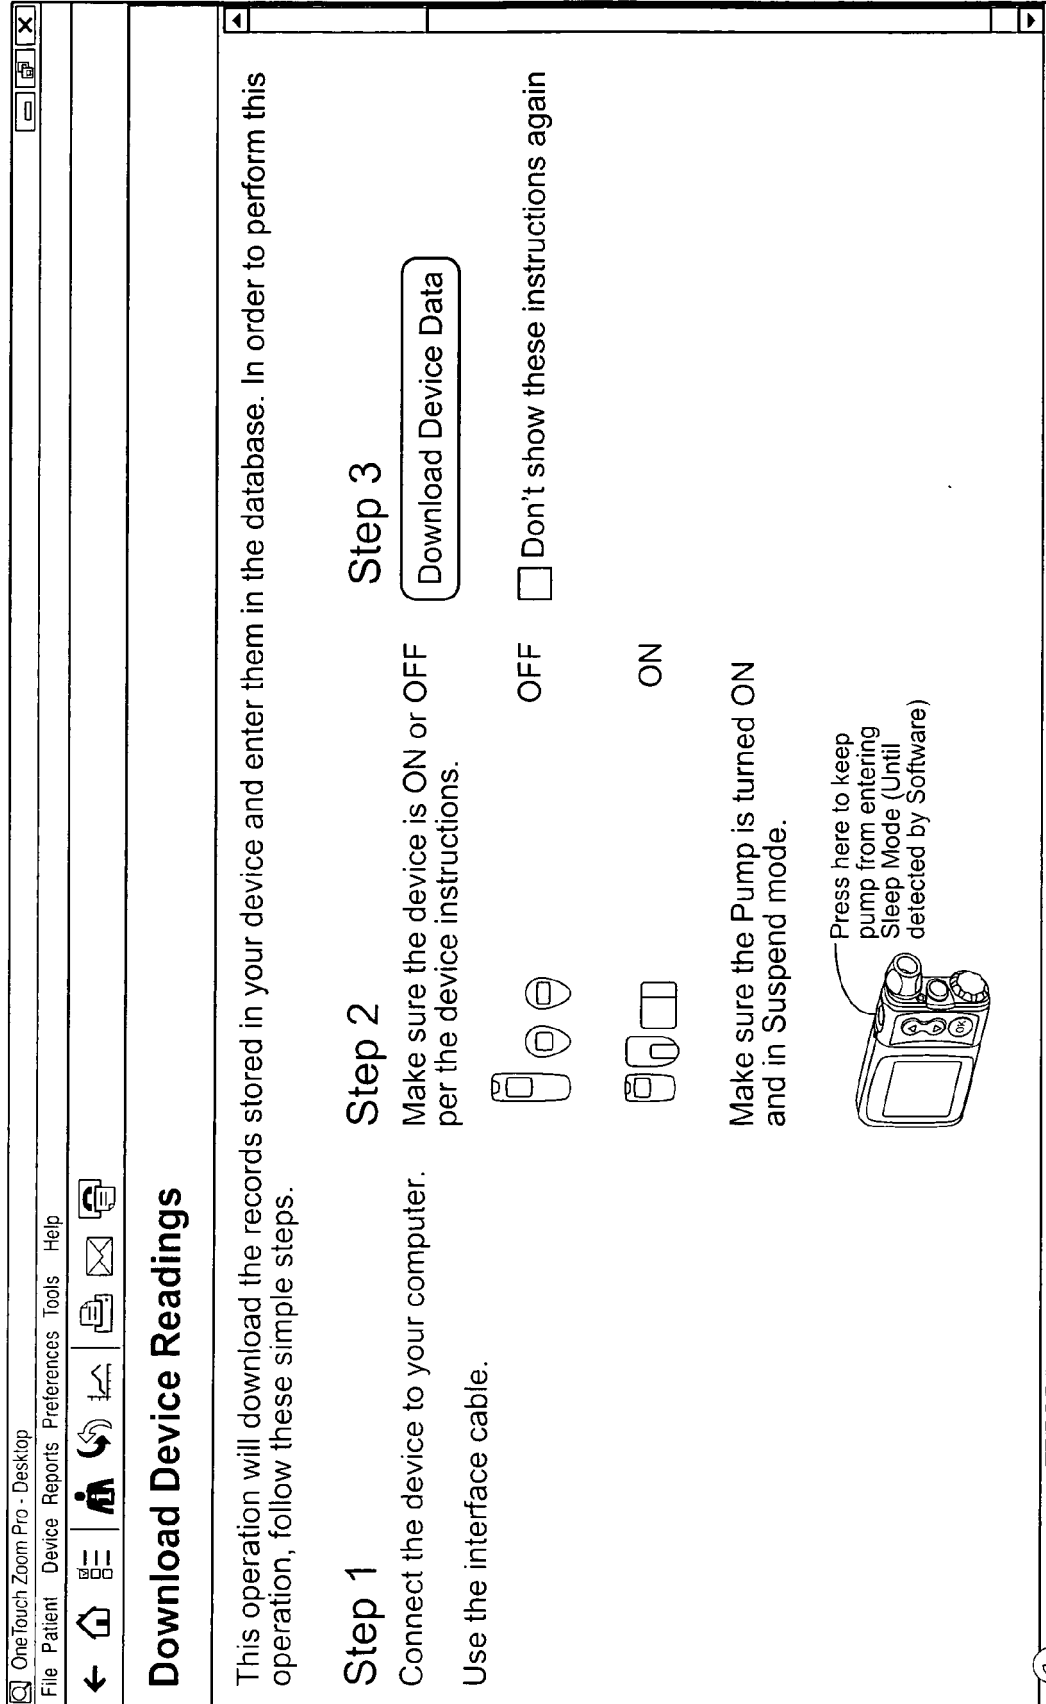 OneTouch Zoom Pro - Desktop
File Patient Device Reports Preferences Tools Help
Download Device Readings
This operation will download the records stored in your device and enter them in the database. In order to perform this
operation, follow these simple steps.
Step 1
Connect the device to your computer.
Use the interface cable.
Step 2
Make sure the device is ON or OFF
per the device instructions.
OFF
ON
Make sure the Pump is turned ON
and in Suspend mode.
Press here to keep
pump from entering
Sleep Mode (Until
detected by Software)
OK
Step 3
Download Device Data
Don't show these instructions again